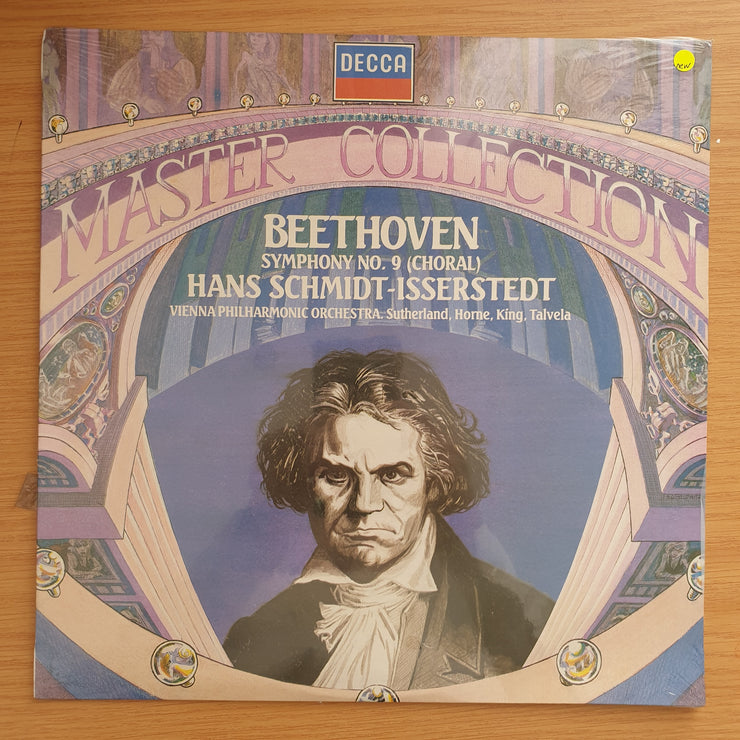 DECCA
new
MASTER COLLECTION
BEETHOVEN
SYMPHONY NO. 9 (CHORAL)
HANS SCHMIDT-ISSERSTEDT
VIENNA PHILHARMONIC ORCHESTRA. Sutherland, Horne, King, Talvela